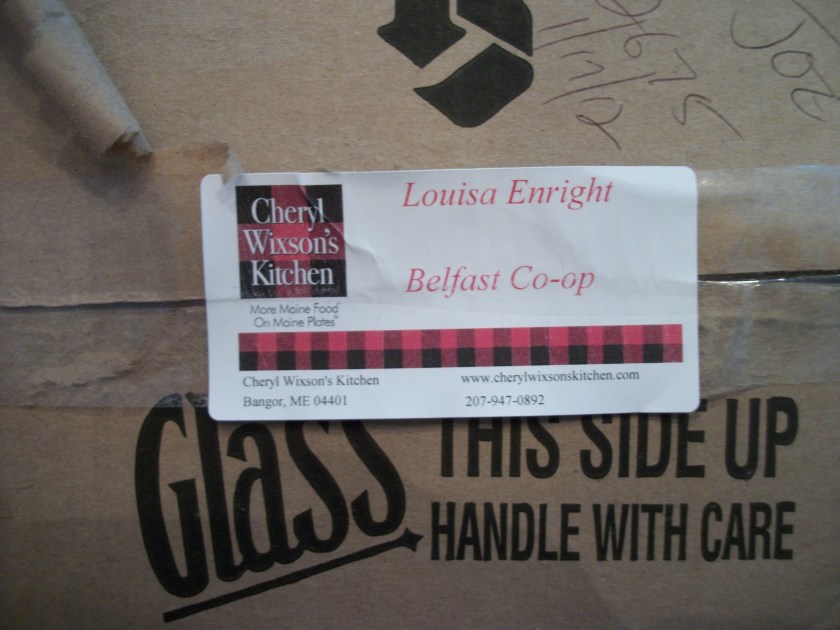 Louisa Enright
Cheryl
Wixson's
Kitchen
Belfast Co-op
More Maine Food
On Maine Plates®
Cheryl Wixson's Kitchen
www.cherylwixsonskitchen.com
Bangor, ME 04401
207-947-0892
Glass
THIS SIDE UP
HANDLE WITH CARE